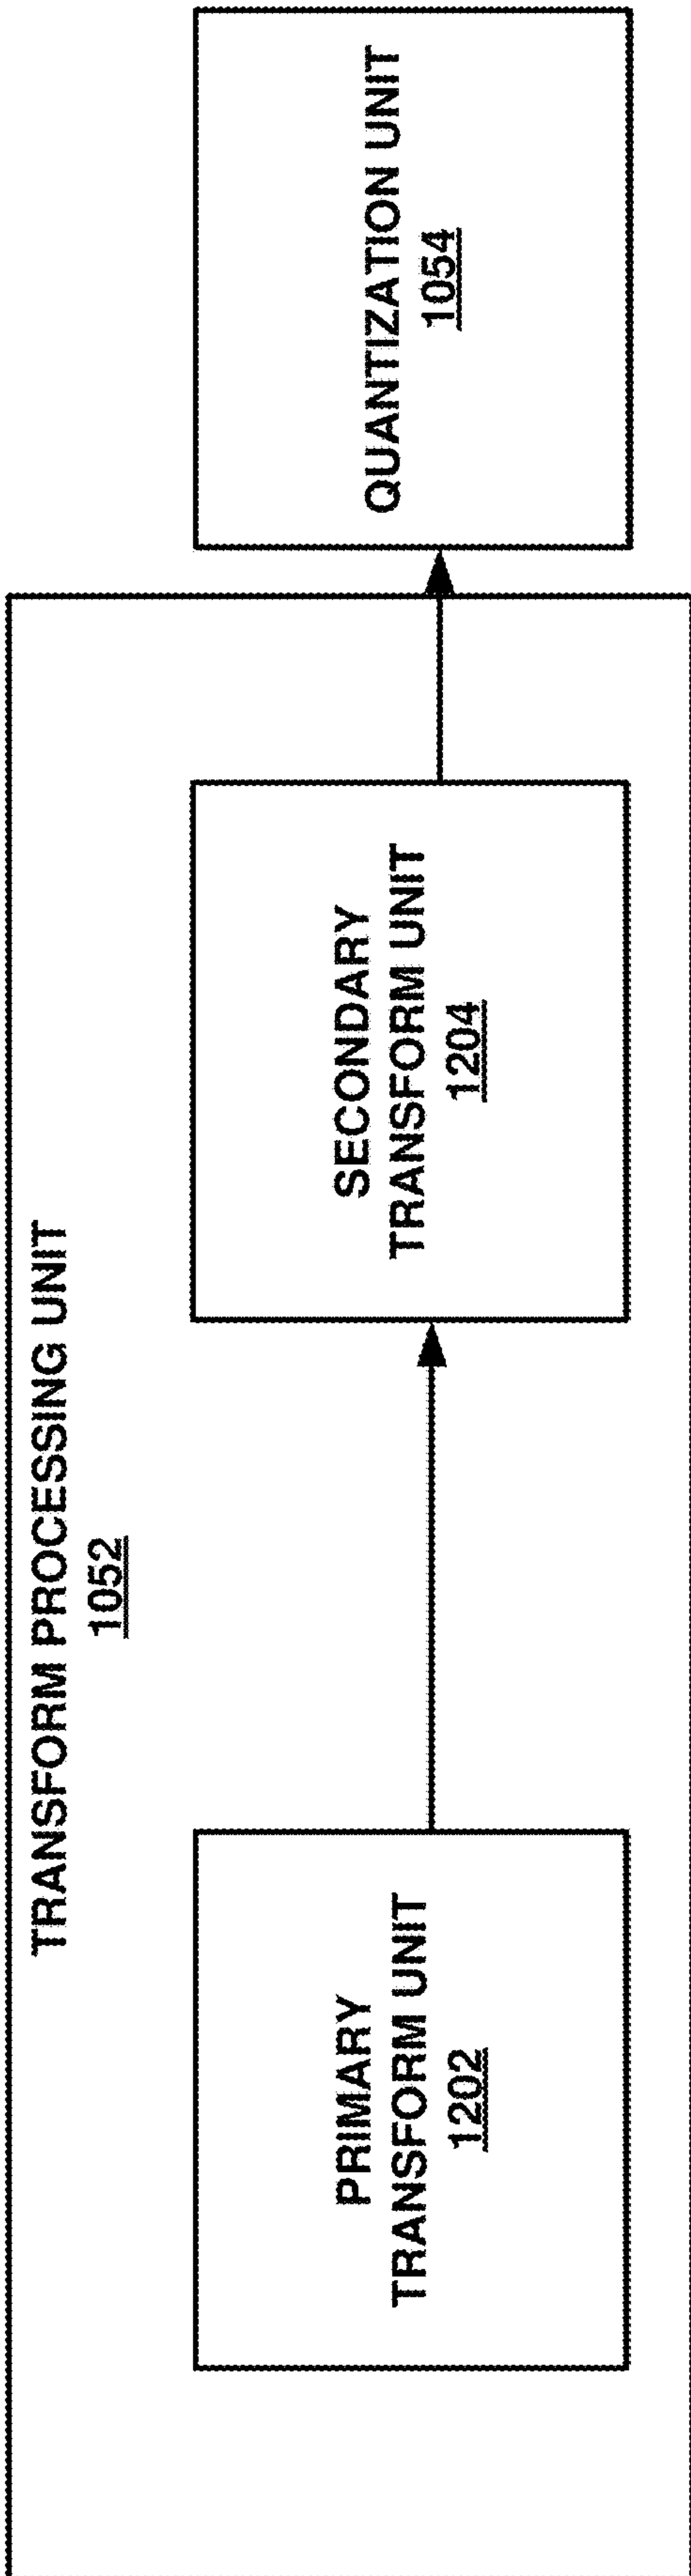 TRANSFORM PROCESSING UNIT
1052
PRIMARY
TRANSFORM UNIT
1202
SECONDARY
TRANSFORM UNIT
1204
QUANTIZATION UNIT
1054